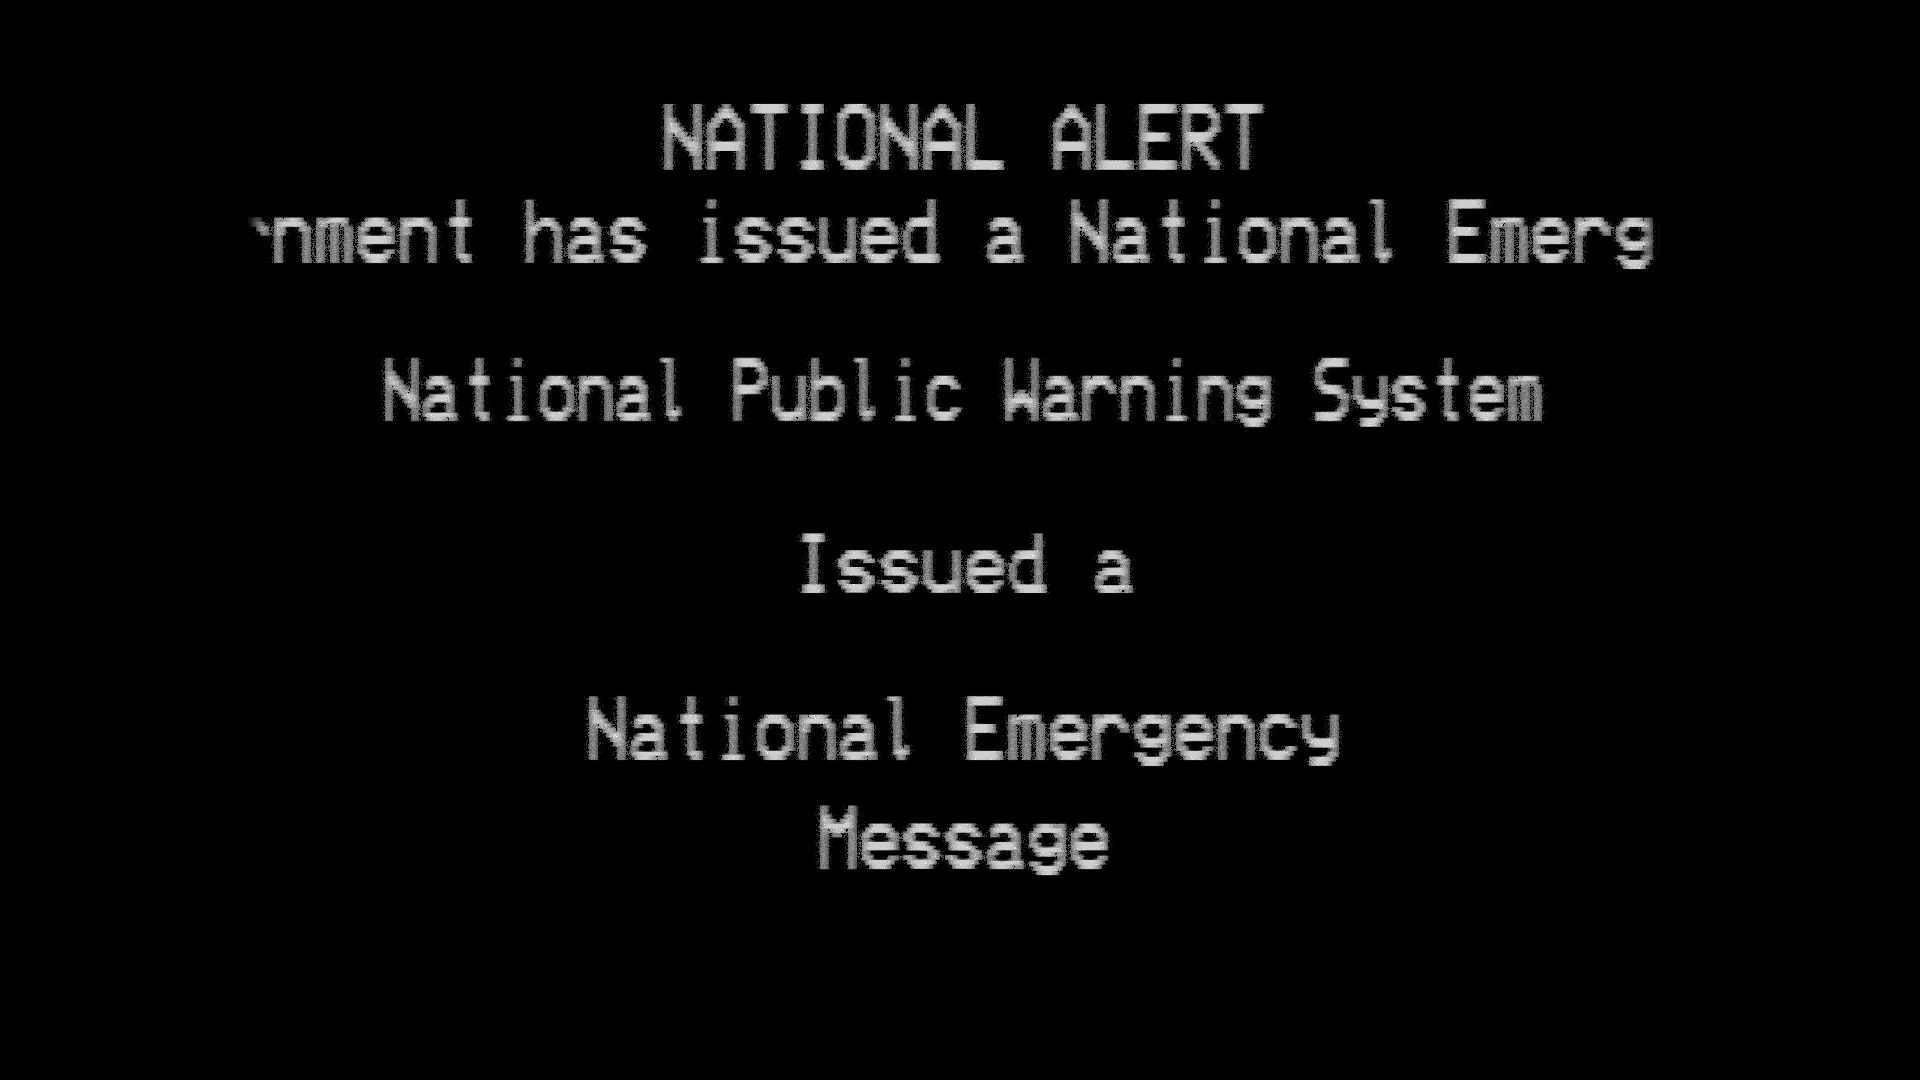 NATIONAL ALERT
nment has issued a National Emerg
National Public Warning System
Issued a
National Emergency
Message